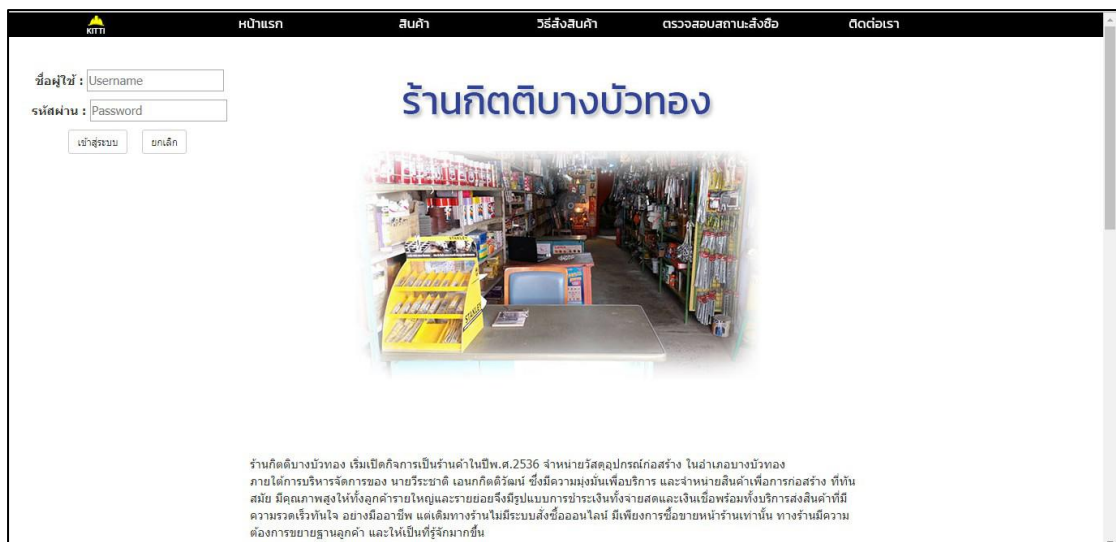 KITTI หน้าแรก สินค้า วิธีสั่งสินค้า ตรวจสอบสถานะสั่งซื้อ ติดต่อเรา
ชื่อผู้ใช้ : Username
รหัสผ่าน : Password
เข้าสู่ระบบ ยกเลิก
ร้านกิตติบางบัวทอง
STANLEY
STANLEY
ร้านกิตติบางบัวทอง เริ่มเปิดกิจการเป็นร้านค้าในปีพ.ศ.2536 จำหน่ายวัสดุอุปกรณ์ก่อสร้าง ในอำเภอบางบัวทอง
ภายใต้การบริหารจัดการของ นายวีระชาติ เอนกกิตติวัฒน์ ซึ่งมีความมุ่งมั่นเพื่อบริการ และจำหน่ายสินค้าเพื่อการก่อสร้าง ที่ทัน
สมัย มีคุณภาพสูงให้ทั้งลูกค้ารายใหญ่และรายย่อยจึงมีรูปแบบการชำระเงินทั้งจ่ายสดและเงินเชื่อพร้อมทั้งบริการส่งสินค้าที่มี
ความรวดเร็วทันใจ อย่างมืออาชีพ แต่เดิมทางร้านไม่มีระบบสั่งซื้อออนไลน์ มีเพียงการซื้อขายหน้าร้านเท่านั้น ทางร้านมีความ
ต้องการขยายฐานลูกค้า และให้เป็นที่รู้จักมากขึ้น